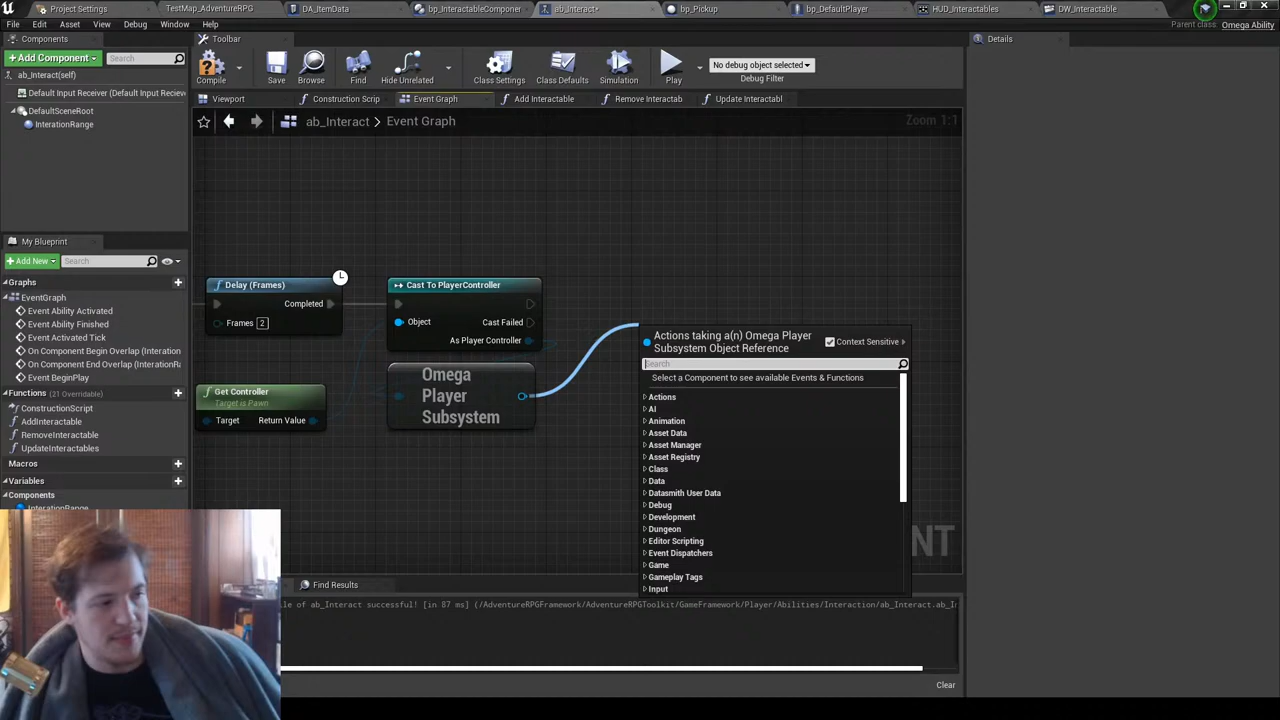 Project Settings
TestMap_AdventureRPG
DA_ItemData
bp_InteractableComponer
ab_Interact*
bp_Pickup
bp_DefaultPlayer
HUD_Interactables
DW_Interactable
File Edit Asset View Debug Window Help
Parent class: Omega Ability
Components
Toolbar
Details
+Add Component
Search
ab_Interact(self)
Default Input Receiver (Default Input Receive
DefaultSceneRoot
InterationRange
Compile
Save
Browse
Find
Hide Unrelated
Class Settings
Class Defaults
Simulation
Play
No debug object selected
Debug Filter
Viewport
Construction Scrip
Event Graph
Add Interactable
Remove Interactab
Update Interactabl
ab_Interact > Event Graph
Zoom 1:1
My Blueprint
+Add New
Search
Graphs
EventGraph
Event Ability Activated
Event Ability Finished
Event Activated Tick
On Component Begin Overlap (Interation
On Component End Overlap (InterationRa
Event BeginPlay
Functions (21 Overridable)
ConstructionScript
AddInteractable
RemoveInteractable
UpdateInteractables
Macros
Variables
Components
Delay (Frames)
Completed
Frames 2
Cast To PlayerController
Object
Cast Failed
As Player Controller
Get Controller
Target is Pawn
Target
Return Value
Omega
Player
Subsystem
Actions taking a(n) Omega Player
Subsystem Object Reference
Context Sensitive
Search
Select a Component to see available Events & Functions
Actions
AI
Animation
Asset Data
Asset Manager
Asset Registry
Class
Data
Datasmith User Data
Debug
Development
Dungeon
Editor Scripting
Event Dispatchers
Game
Gameplay Tags
Input
NT
Find Results
le of ab_Interact successful! [in 87 ms] (/AdventureRPGFramework/AdventureRPGToolkit/GameFramework/Player/Abilities/Interaction/ab_Interact.ab_In
Clear